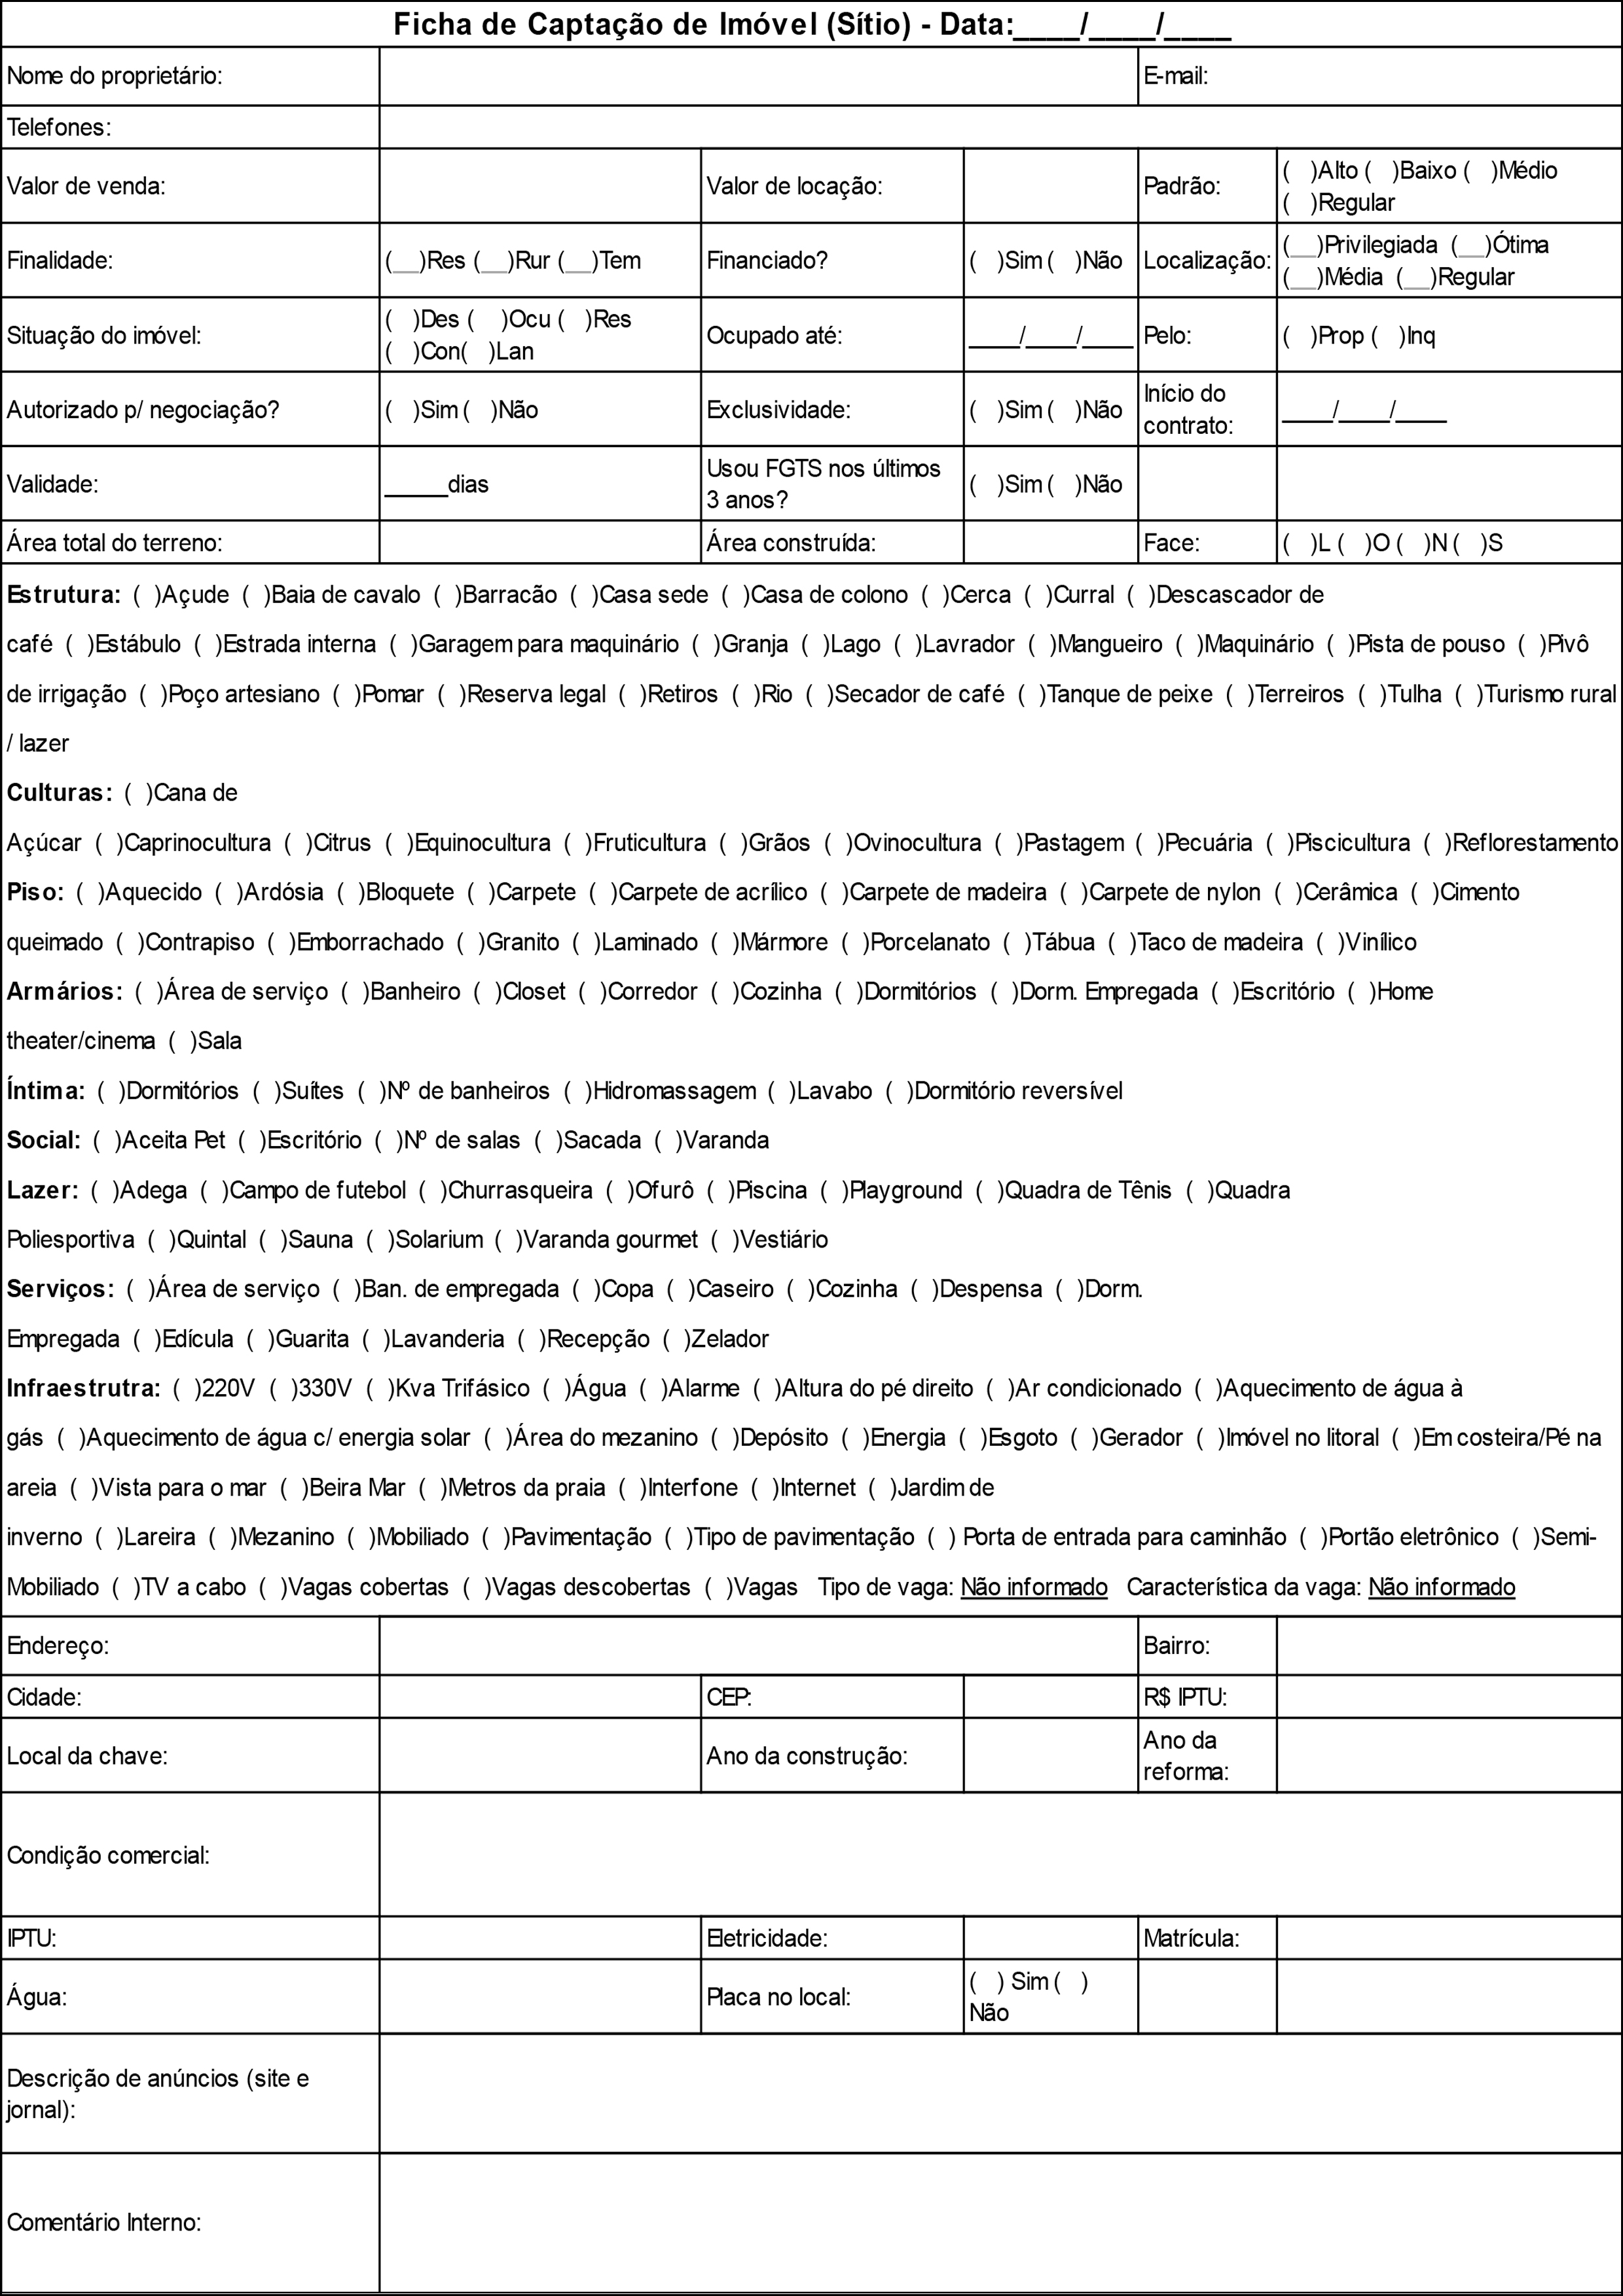 Ficha de Captação de Imóvel (Sítio) - Data:____/____/____
Nome do proprietário: E-mail:
Telefones:
Valor de venda: Valor de locação: Padrão: (   )Alto (   )Baixo (   )Médio
(   )Regular
Finalidade: (__)Res (__)Rur (__)Tem Financiado? (   )Sim (   )Não Localização: (__)Privilegiada (__)Ótima
(__)Média (__)Regular
Situação do imóvel: (   )Des (   )Ocu (   )Res
(   )Con(   )Lan
Ocupado até: ____/____/____ Pelo: (   )Prop (   )Inq
Autorizado p/ negociação? (   )Sim (   )Não Exclusividade: (   )Sim (   )Não Início do
contrato: ____/____/____
Validade: _____dias Usou FGTS nos últimos
3 anos? (   )Sim (   )Não
Área total do terreno: Área construída: Face: (   )L (   )O (   )N (   )S
Estrutura: (  )Açude (  )Baia de cavalo (  )Barracão (  )Casa sede (  )Casa de colono (  )Cerca (  )Curral (  )Descascador de
café (  )Estábulo (  )Estrada interna (  )Garagem para maquinário (  )Granja (  )Lago (  )Lavrador (  )Mangueiro (  )Maquinário (  )Pista de pouso (  )Pivô
de irrigação (  )Poço artesiano (  )Pomar (  )Reserva legal (  )Retiros (  )Rio (  )Secador de café (  )Tanque de peixe (  )Terreiros (  )Tulha (  )Turismo rural
/ lazer
Culturas: (  )Cana de
Açúcar (  )Caprinocultura (  )Citrus (  )Equinocultura (  )Fruticultura (  )Grãos (  )Ovinocultura (  )Pastagem (  )Pecuária (  )Piscicultura (  )Reflorestamento
Piso: (  )Aquecido (  )Ardósia (  )Bloquete (  )Carpete (  )Carpete de acrílico (  )Carpete de madeira (  )Carpete de nylon (  )Cerâmica (  )Cimento
queimado (  )Contrapiso (  )Emborrachado (  )Granito (  )Laminado (  )Mármore (  )Porcelanato (  )Tábua (  )Taco de madeira (  )Vinílico
Armários: (  )Área de serviço (  )Banheiro (  )Closet (  )Corredor (  )Cozinha (  )Dormitórios (  )Dorm. Empregada (  )Escritório (  )Home
theater/cinema (  )Sala
Íntima: (  )Dormitórios (  )Suítes (  )Nº de banheiros (  )Hidromassagem (  )Lavabo (  )Dormitório reversível
Social: (  )Aceita Pet (  )Escritório (  )Nº de salas (  )Sacada (  )Varanda
Lazer: (  )Adega (  )Campo de futebol (  )Churrasqueira (  )Ofurô (  )Piscina (  )Playground (  )Quadra de Tênis (  )Quadra
Poliesportiva (  )Quintal (  )Sauna (  )Solarium (  )Varanda gourmet (  )Vestiário
Serviços: (  )Área de serviço (  )Ban. de empregada (  )Copa (  )Caseiro (  )Cozinha (  )Despensa (  )Dorm.
Empregada (  )Edícula (  )Guarita (  )Lavanderia (  )Recepção (  )Zelador
Infraestrutra: (  )220V (  )330V (  )Kva Trifásico (  )Água (  )Alarme (  )Altura do pé direito (  )Ar condicionado (  )Aquecimento de água à
gás (  )Aquecimento de água c/ energia solar (  )Área do mezanino (  )Depósito (  )Energia (  )Esgoto (  )Gerador (  )Imóvel no litoral (  )Em costeira/Pé na
areia (  )Vista para o mar (  )Beira Mar (  )Metros da praia (  )Interfone (  )Internet (  )Jardim de
inverno (  )Lareira (  )Mezanino (  )Mobiliado (  )Pavimentação (  )Tipo de pavimentação (  ) Porta de entrada para caminhão (  )Portão eletrônico (  )Semi-
Mobiliado (  )TV a cabo (  )Vagas cobertas (  )Vagas descobertas (  )Vagas Tipo de vaga: Não informado Característica da vaga: Não informado
Endereço: Bairro:
Cidade: CEP: R$ IPTU:
Local da chave: Ano da construção: Ano da
reforma:
Condição comercial:
IPTU: Eletricidade: Matrícula:
Água: Placa no local: (   ) Sim (   )
Não
Descrição de anúncios (site e
jornal):
Comentário Interno: